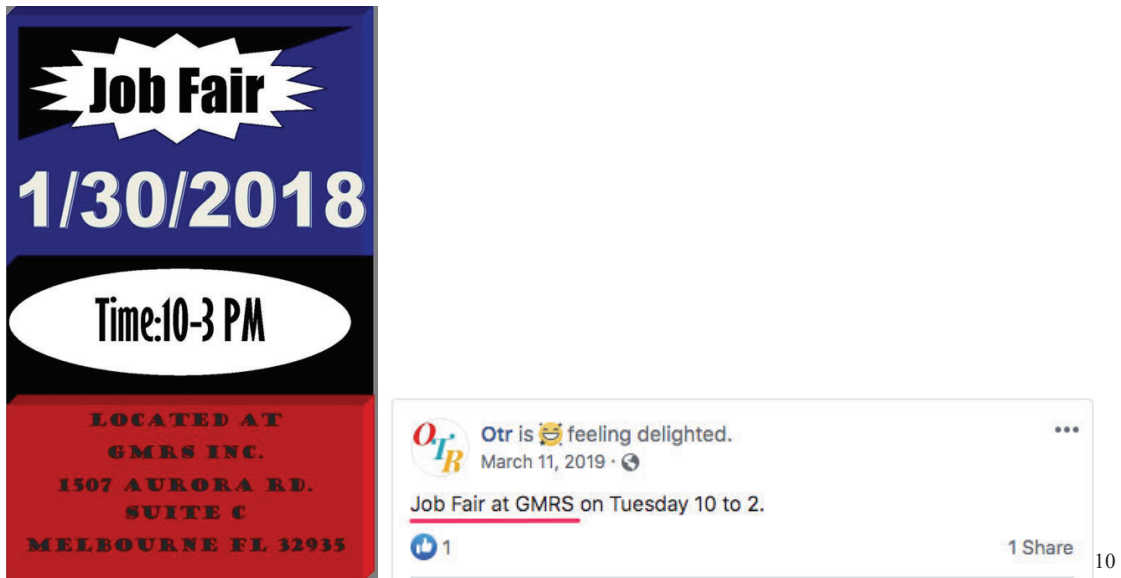 Job Fair
1/30/2018
Time:10-3 PM
LOCATED AT
GMRS INC.
1507 AURORA RD.
SUITE C
MELBOURNE FL 32935
OTR
Otr is 😆 feeling delighted.
March 11, 2019 ·
Job Fair at GMRS on Tuesday 10 to 2.
1
1 Share
10